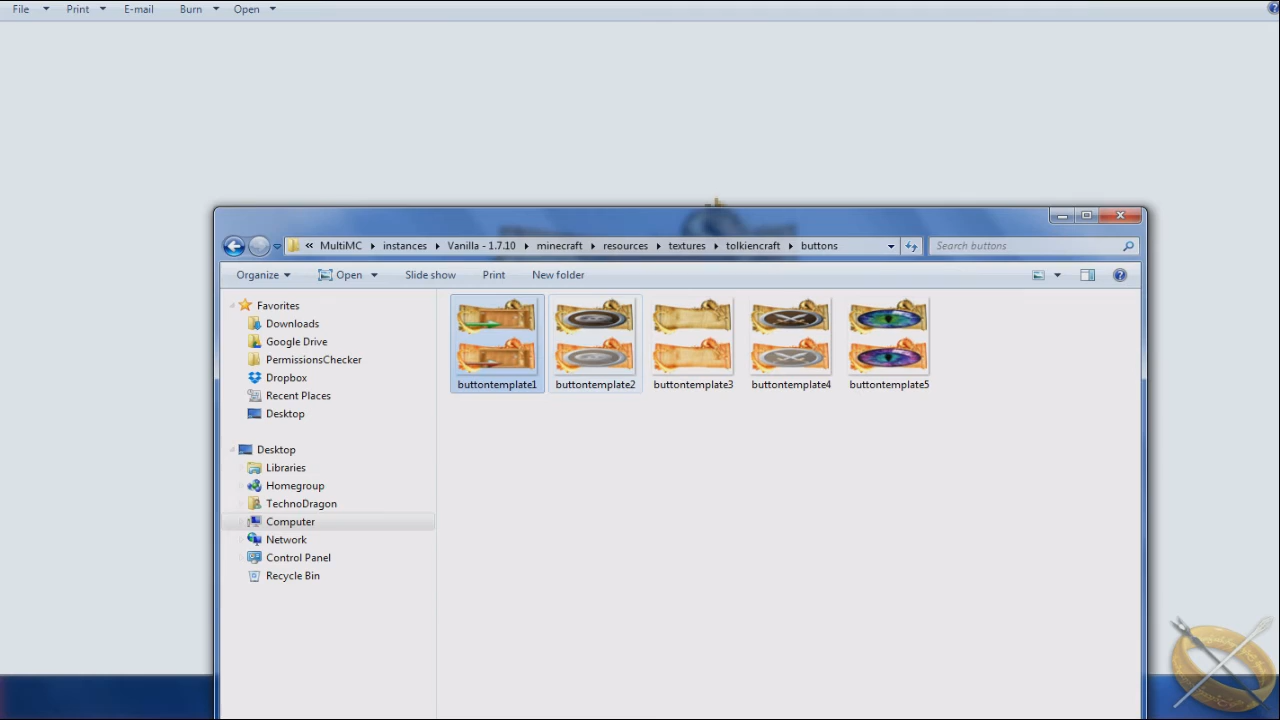 File Print E-mail Burn Open
« MultiMC instances Vanilla - 1.7.10 minecraft resources textures tolkiencraft buttons Search buttons
Organize Open Slide show Print New folder
Favorites
Downloads
Google Drive
PermissionsChecker
Dropbox
Recent Places
Desktop
Desktop
Libraries
Homegroup
TechnoDragon
Computer
Network
Control Panel
Recycle Bin
buttontemplate1 buttontemplate2 buttontemplate3 buttontemplate4 buttontemplate5